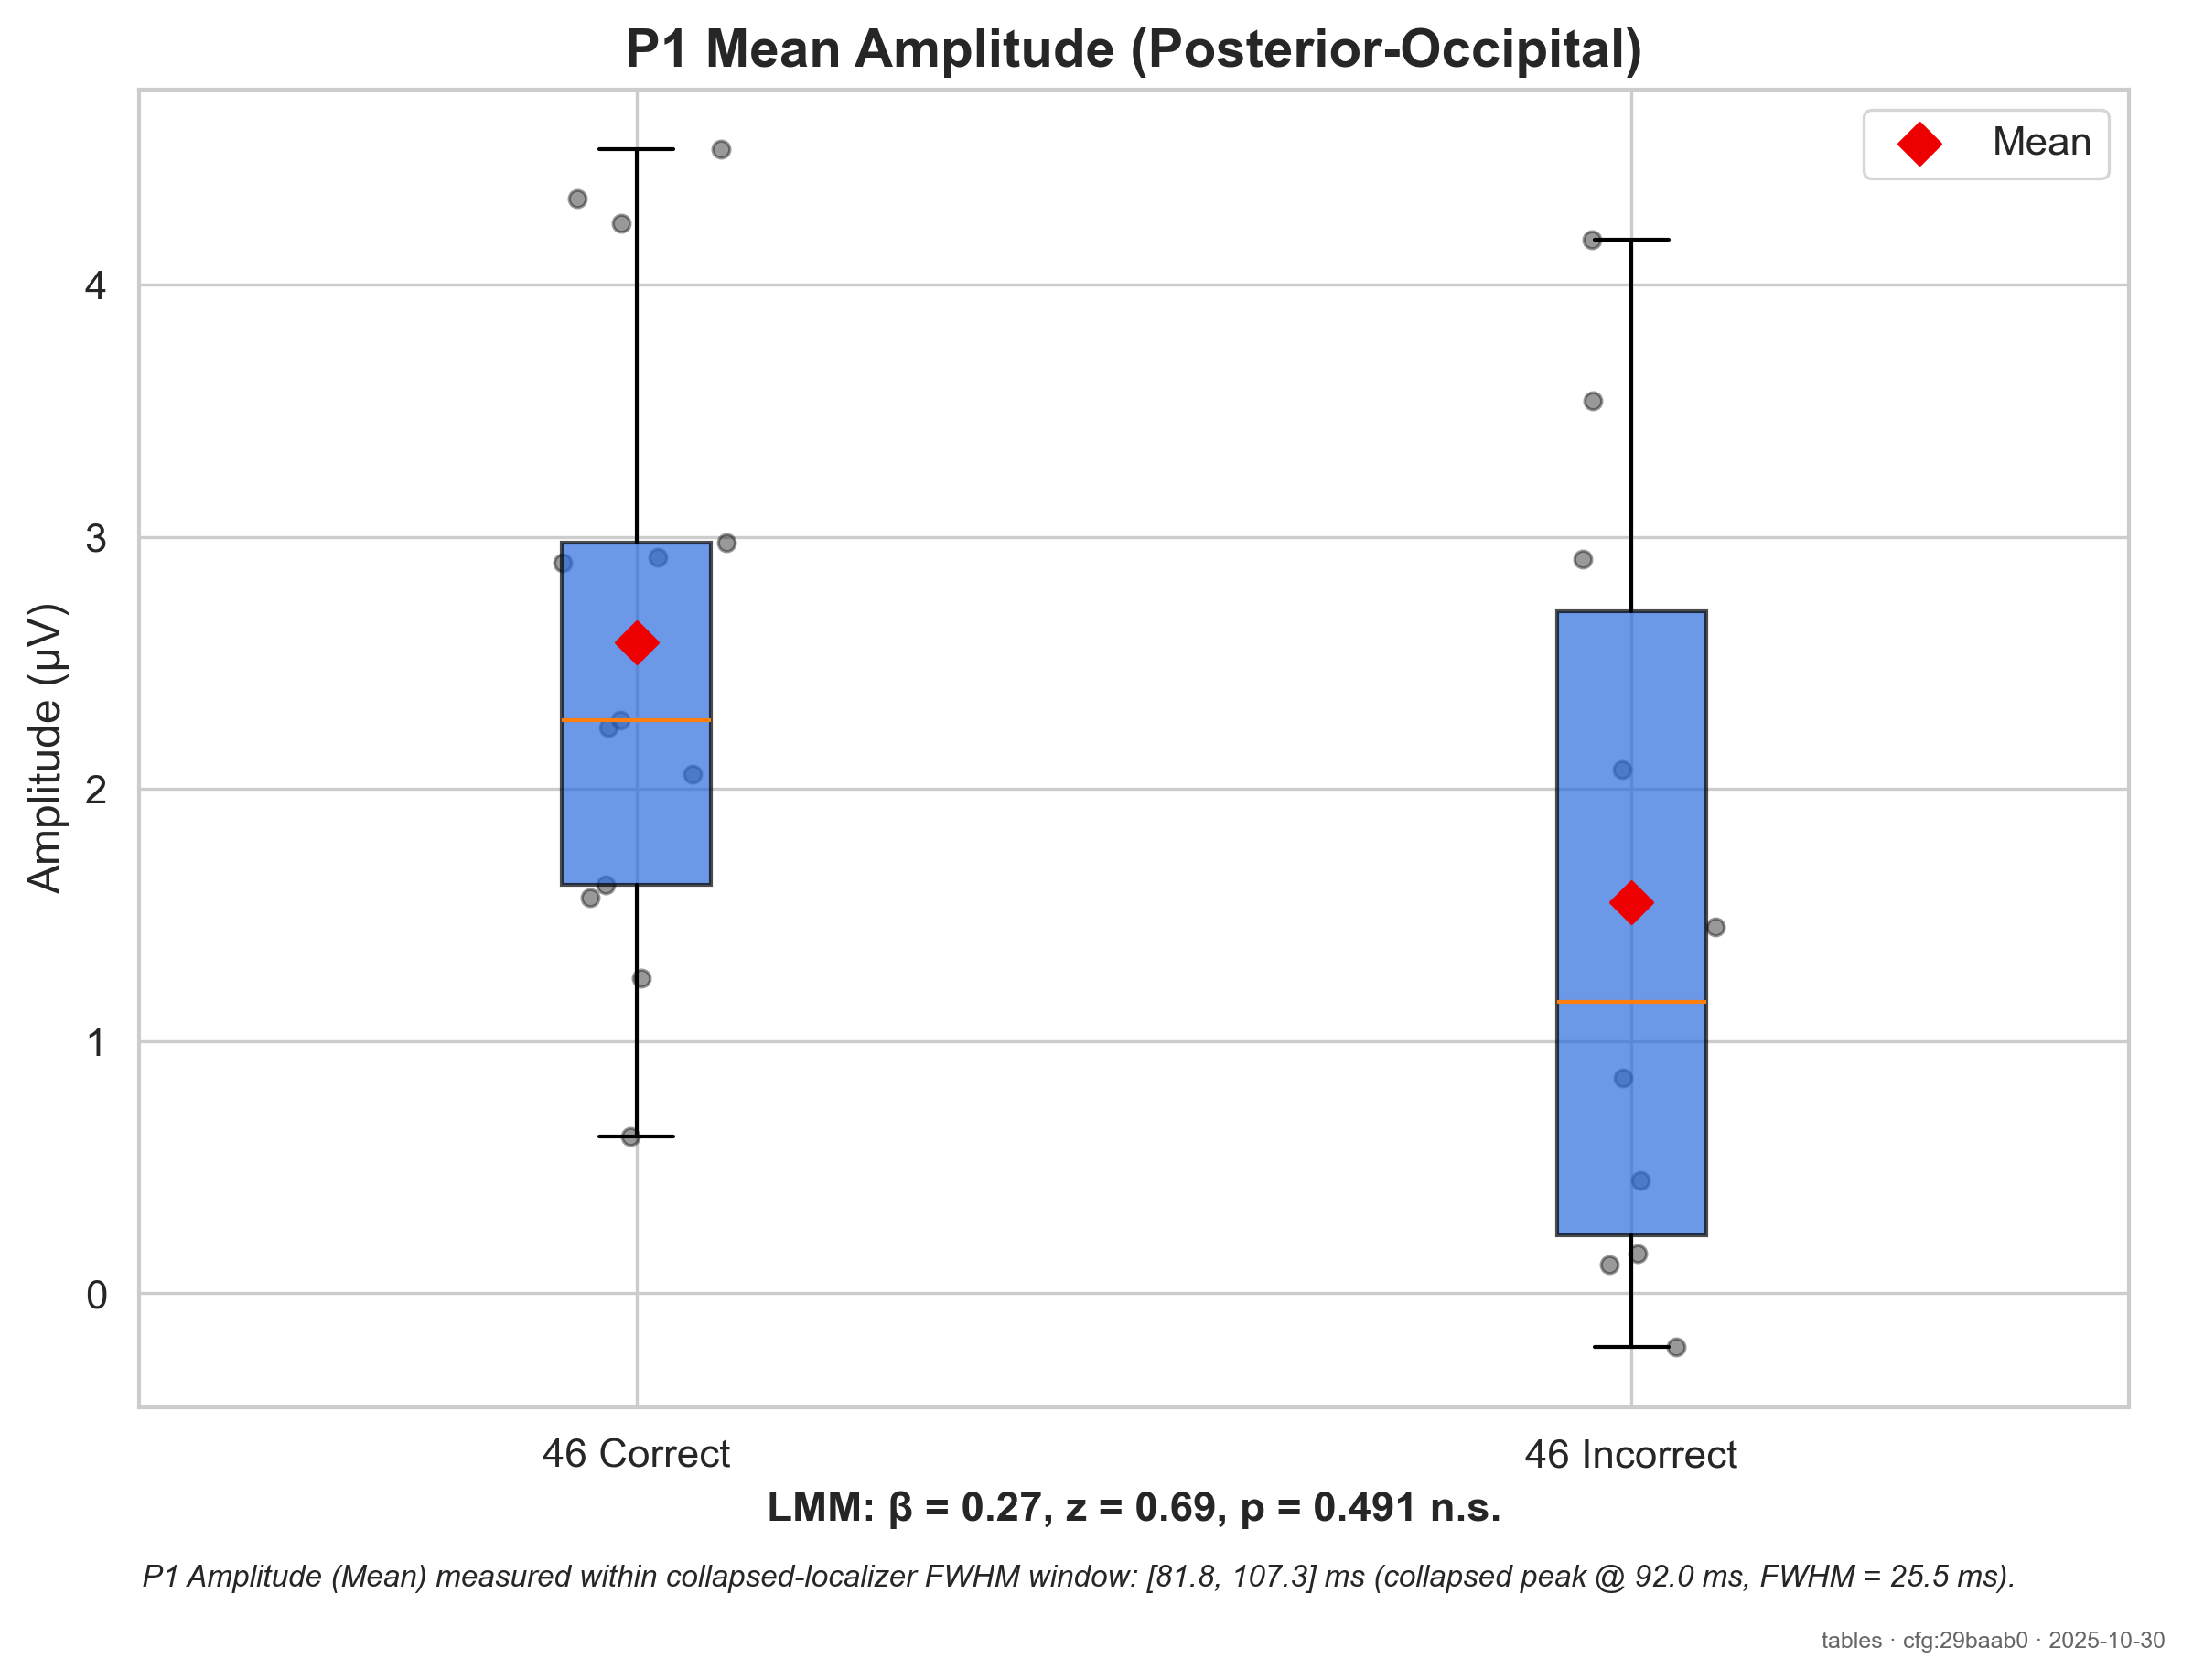 P1 Mean Amplitude (Posterior-Occipital)
Mean
Amplitude (µV)
4
3
2
1
0
46 Correct
46 Incorrect
LMM: β = 0.27, z = 0.69, p = 0.491 n.s.
P1 Amplitude (Mean) measured within collapsed-localizer FWHM window: [81.8, 107.3] ms (collapsed peak @ 92.0 ms, FWHM = 25.5 ms).
tables · cfg:29baab0 · 2025-10-30